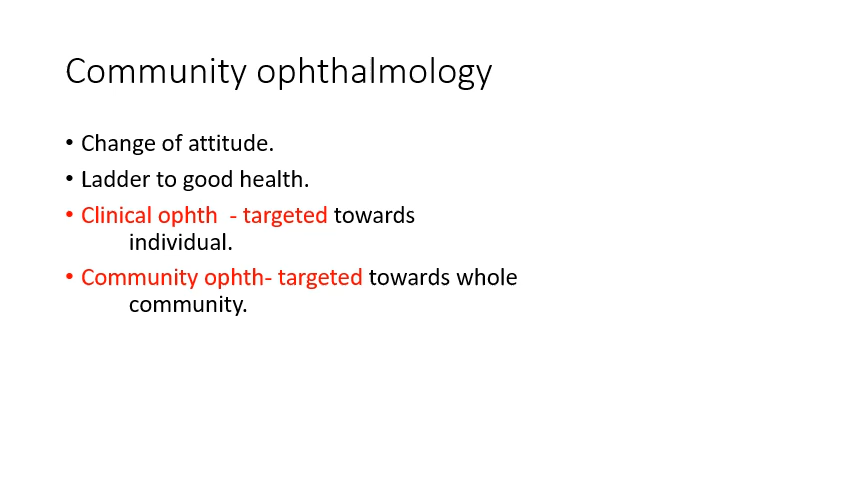 Community ophthalmology
• Change of attitude.
• Ladder to good health.
• Clinical ophth  - targeted towards
individual.
• Community ophth- targeted towards whole
community.